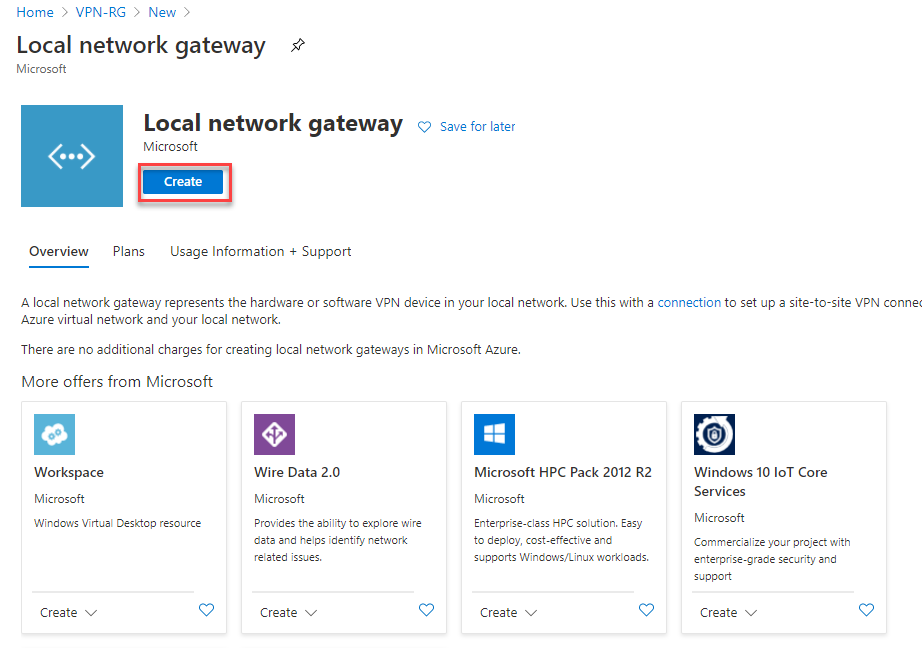 Home > VPN-RG > New >
Local network gateway
Microsoft
Local network gateway
Save for later
Microsoft
Create
Overview Plans Usage Information + Support
A local network gateway represents the hardware or software VPN device in your local network. Use this with a connection to set up a site-to-site VPN connec
Azure virtual network and your local network.
There are no additional charges for creating local network gateways in Microsoft Azure.
More offers from Microsoft
Workspace
Microsoft
Windows Virtual Desktop resource
Create
Wire Data 2.0
Microsoft
Provides the ability to explore wire
data and helps identify network
related issues.
Create
Microsoft HPC Pack 2012 R2
Microsoft
Enterprise-class HPC solution. Easy
to deploy, cost-effective and
supports Windows/Linux workloads.
Create
Windows 10 IoT Core
Services
Microsoft
Commercialize your project with
enterprise-grade security and
support
Create